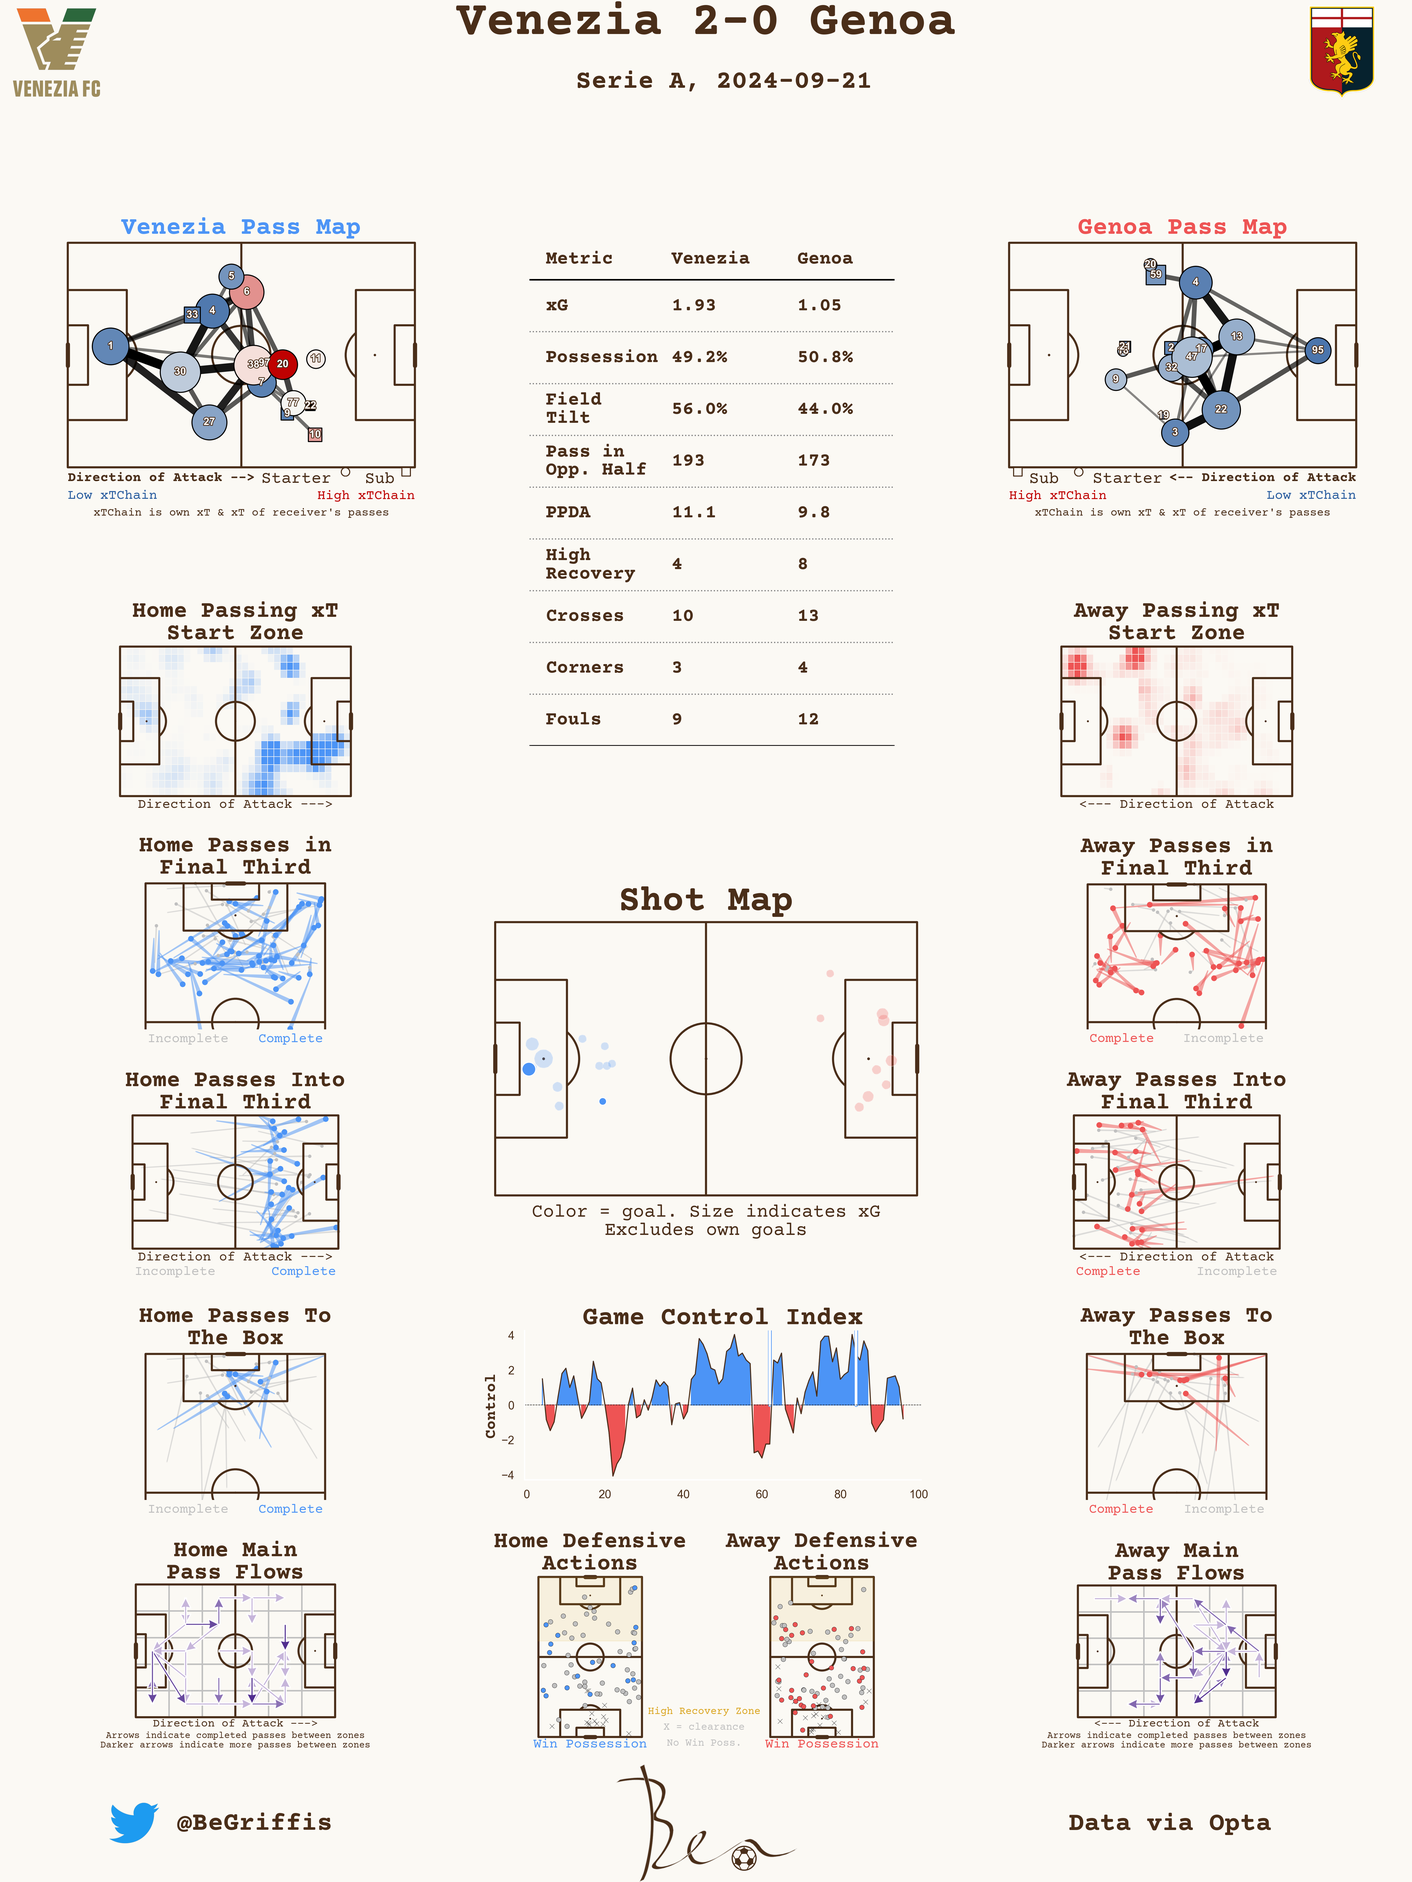 Venezia 2-0 Genoa
Serie A, 2024-09-21
VENEZIA FC
Venezia Pass Map
5
6
4
33
1
30
38
97
20
11
7
77
22
9
27
10
Direction of Attack --> Starter Sub
Low xTChain High xTChain
xTChain is own xT & xT of receiver's passes
Metric Venezia Genoa
xG 1.93 1.05
Possession 49.2% 50.8%
Field
Tilt 56.0% 44.0%
Pass in
Opp. Half 193 173
PPDA 11.1 9.8
High
Recovery 4 8
Crosses 10 13
Corners 3 4
Fouls 9 12
Genoa Pass Map
20
59
4
13
2
17
47
95
32
9
22
19
3
Sub Starter <-- Direction of Attack
High xTChain Low xTChain
xTChain is own xT & xT of receiver's passes
Home Passing xT
Start Zone
Direction of Attack --->
Away Passing xT
Start Zone
<--- Direction of Attack
Home Passes in
Final Third
Incomplete Complete
Away Passes in
Final Third
Complete Incomplete
Shot Map
Color = goal. Size indicates xG
Excludes own goals
Home Passes Into
Final Third
Direction of Attack --->
Incomplete Complete
Away Passes Into
Final Third
<--- Direction of Attack
Complete Incomplete
Home Passes To
The Box
Incomplete Complete
Game Control Index
Control
4
2
0
−2
−4
0 20 40 60 80 100
Away Passes To
The Box
Complete Incomplete
Home Main
Pass Flows
Direction of Attack --->
Arrows indicate completed passes between zones
Darker arrows indicate more passes between zones
Home Defensive
Actions
Win Possession
Away Defensive
Actions
Win Possession
High Recovery Zone
X = clearance
No Win Poss.
Away Main
Pass Flows
<--- Direction of Attack
Arrows indicate completed passes between zones
Darker arrows indicate more passes between zones
@BeGriffis
Ben
Data via Opta